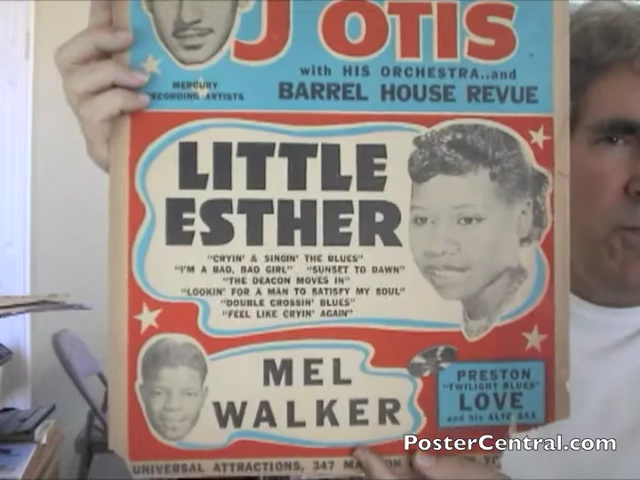 J OTIS
with HIS ORCHESTRA..and
MERCURY
RECORDING ARTISTS
BARREL HOUSE REVUE
LITTLE
ESTHER
"CRYIN' & SINGIN' THE BLUES"
"I'M A BAD, BAD GIRL" "SUNSET TO DAWN"
"THE DEACON MOVES IN"
"LOOKIN' FOR A MAN TO SATISFY MY SOUL"
"DOUBLE CROSSIN' BLUES"
"FEEL LIKE CRYIN' AGAIN"
MEL
WALKER
PRESTON
"TWILIGHT BLUES"
LOVE
and his ALTO SAX
PosterCentral.com
UNIVERSAL ATTRACTIONS, 347